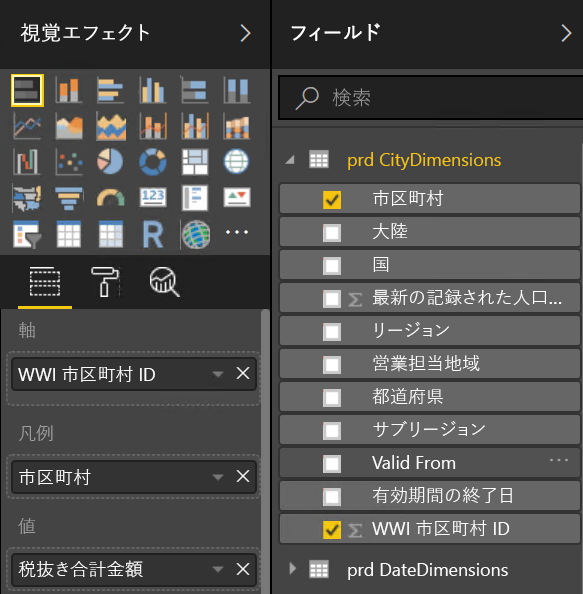 視覚エフェクト
フィールド
検索
prd CityDimensions
市区町村
大陸
国
最新の記録された人口...
リージョン
営業担当地域
都道府県
サブリージョン
Valid From
有効期間の終了日
WWI 市区町村 ID
prd DateDimensions
123
R
軸
WWI 市区町村 ID
凡例
市区町村
値
税抜き合計金額